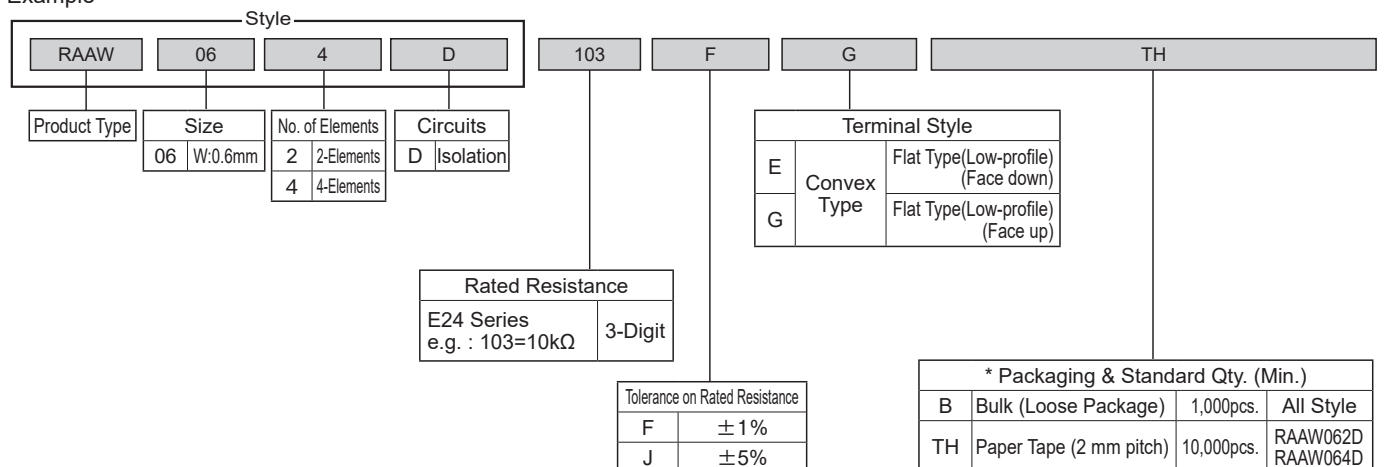 Example
Style
RAAW 06 4 D 103 F G TH
Product Type
Size
06 W:0.6mm
No. of Elements
2 2-Elements
4 4-Elements
Circuits
D Isolation
Terminal Style
E Convex Type Flat Type(Low-profile) (Face down)
G Flat Type(Low-profile) (Face up)
Rated Resistance
E24 Series
e.g. : 103=10kΩ
3-Digit
Tolerance on Rated Resistance
F ±1%
J ±5%
* Packaging & Standard Qty. (Min.)
B Bulk (Loose Package) 1,000pcs. All Style
TH Paper Tape (2 mm pitch) 10,000pcs. RAAW062D
RAAW064D